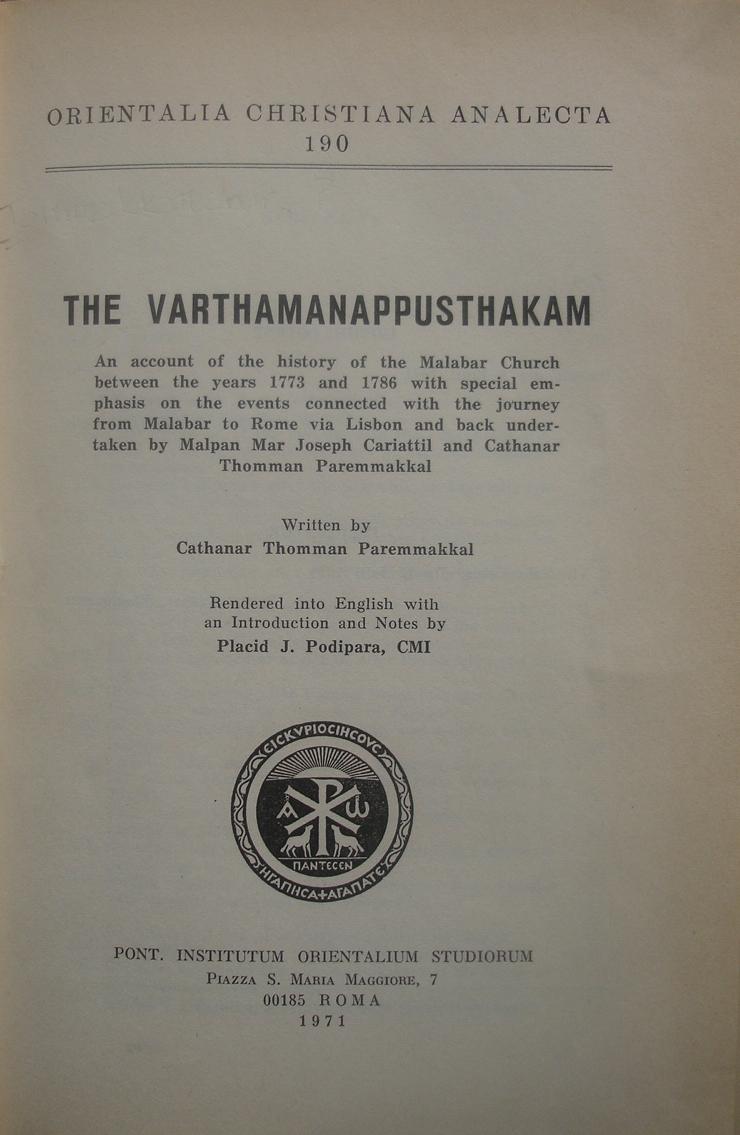 ORIENTALIA CHRISTIANA ANALECTA
190
THE VARTHAMANAPPUSTHAKAM
An account of the history of the Malabar Church
between the years 1773 and 1786 with special em-
phasis on the events connected with the journey
from Malabar to Rome via Lisbon and back under-
taken by Malpan Mar Joseph Cariattil and Cathanar
Thomman Paremmakkal
Written by
Cathanar Thomman Paremmakkal
Rendered into English with
an Introduction and Notes by
Placid J. Podipara, CMI
ΕΙϹΚΥΡΙΟϹΙΗϹΟΥϹ
Α Ω
ΠΑΝΤΕϹΕΝ
ΗΓΑΠΗϹΑ+ΑΓΑΠΑΤΕ
PONT. INSTITUTUM ORIENTALIUM STUDIORUM
PIAZZA S. MARIA MAGGIORE, 7
00185 ROMA
1971